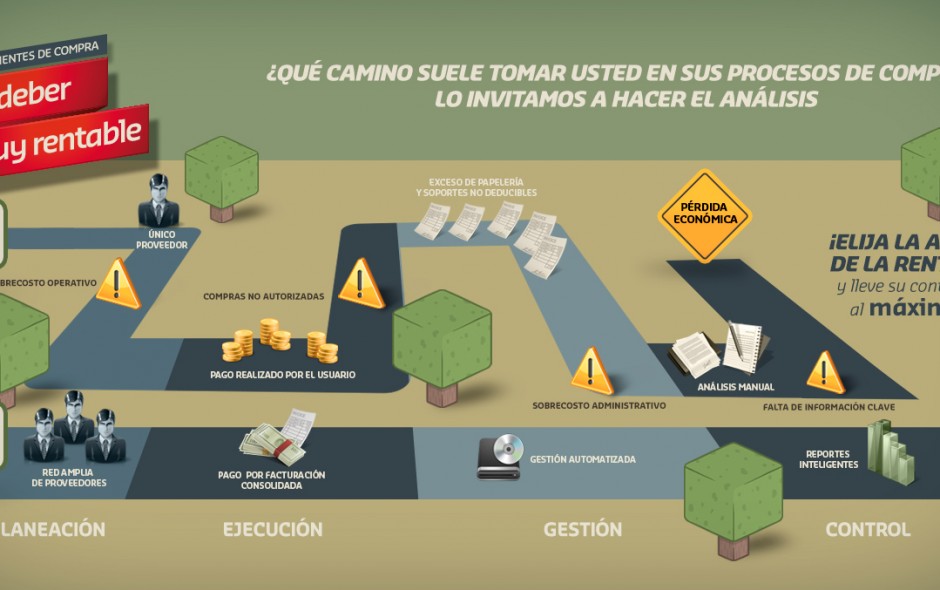 IENTES DE COMPRA
deber
uy rentable
¿QUÉ CAMINO SUELE TOMAR USTED EN SUS PROCESOS DE COMP
LO INVITAMOS A HACER EL ANÁLISIS
EXCESO DE PAPELERÍA
Y SOPORTES NO DEDUCIBLES
PÉRDIDA
ECONÓMICA
ÚNICO
PROVEEDOR
¡ELIJA LA A
DE LA RENT
y lleve su con
al máxim
BRECOSTO OPERATIVO
COMPRAS NO AUTORIZADAS
PAGO REALIZADO POR EL USUARIO
ANÁLISIS MANUAL
SOBRECOSTO ADMINISTRATIVO
FALTA DE INFORMACIÓN CLAVE
RED AMPLIA
DE PROVEEDORES
PAGO POR FACTURACIÓN
CONSOLIDADA
GESTIÓN AUTOMATIZADA
REPORTES
INTELIGENTES
LANEACIÓN
EJECUCIÓN
GESTIÓN
CONTROL